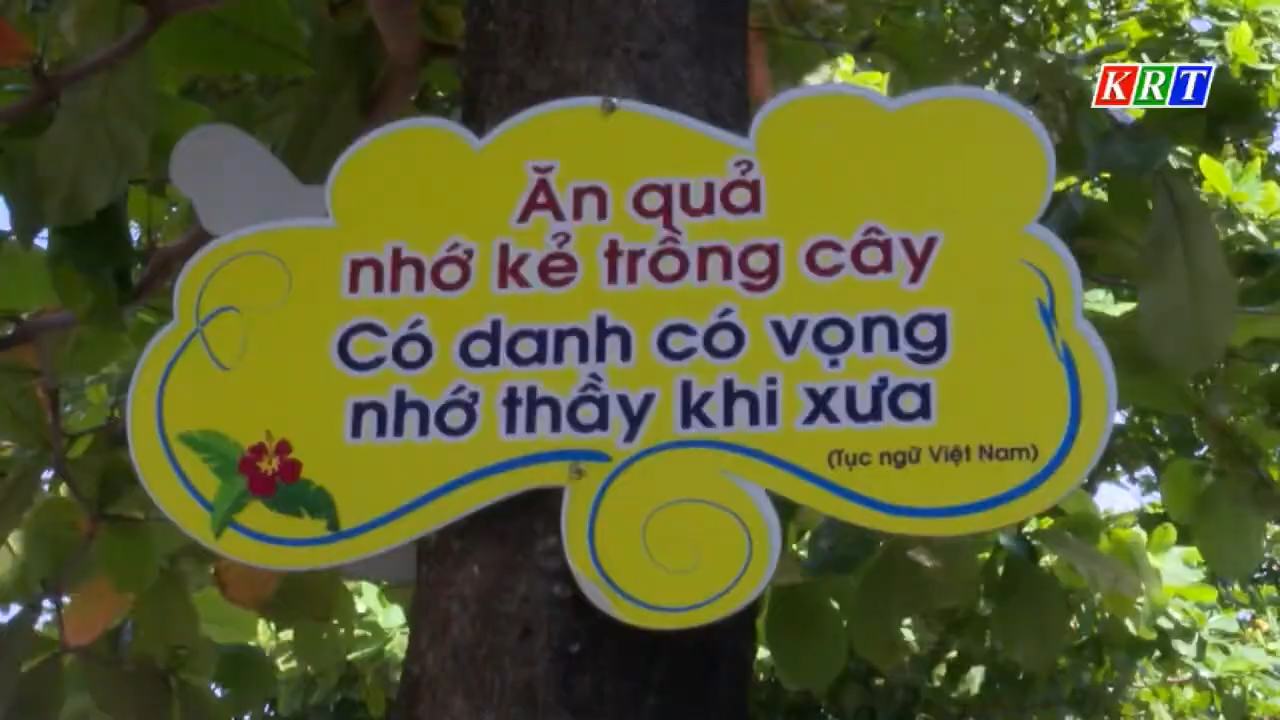 KRT
Ăn quả
nhớ kẻ trồng cây
Có danh có vọng
nhớ thầy khi xưa
(Tục ngữ Việt Nam)